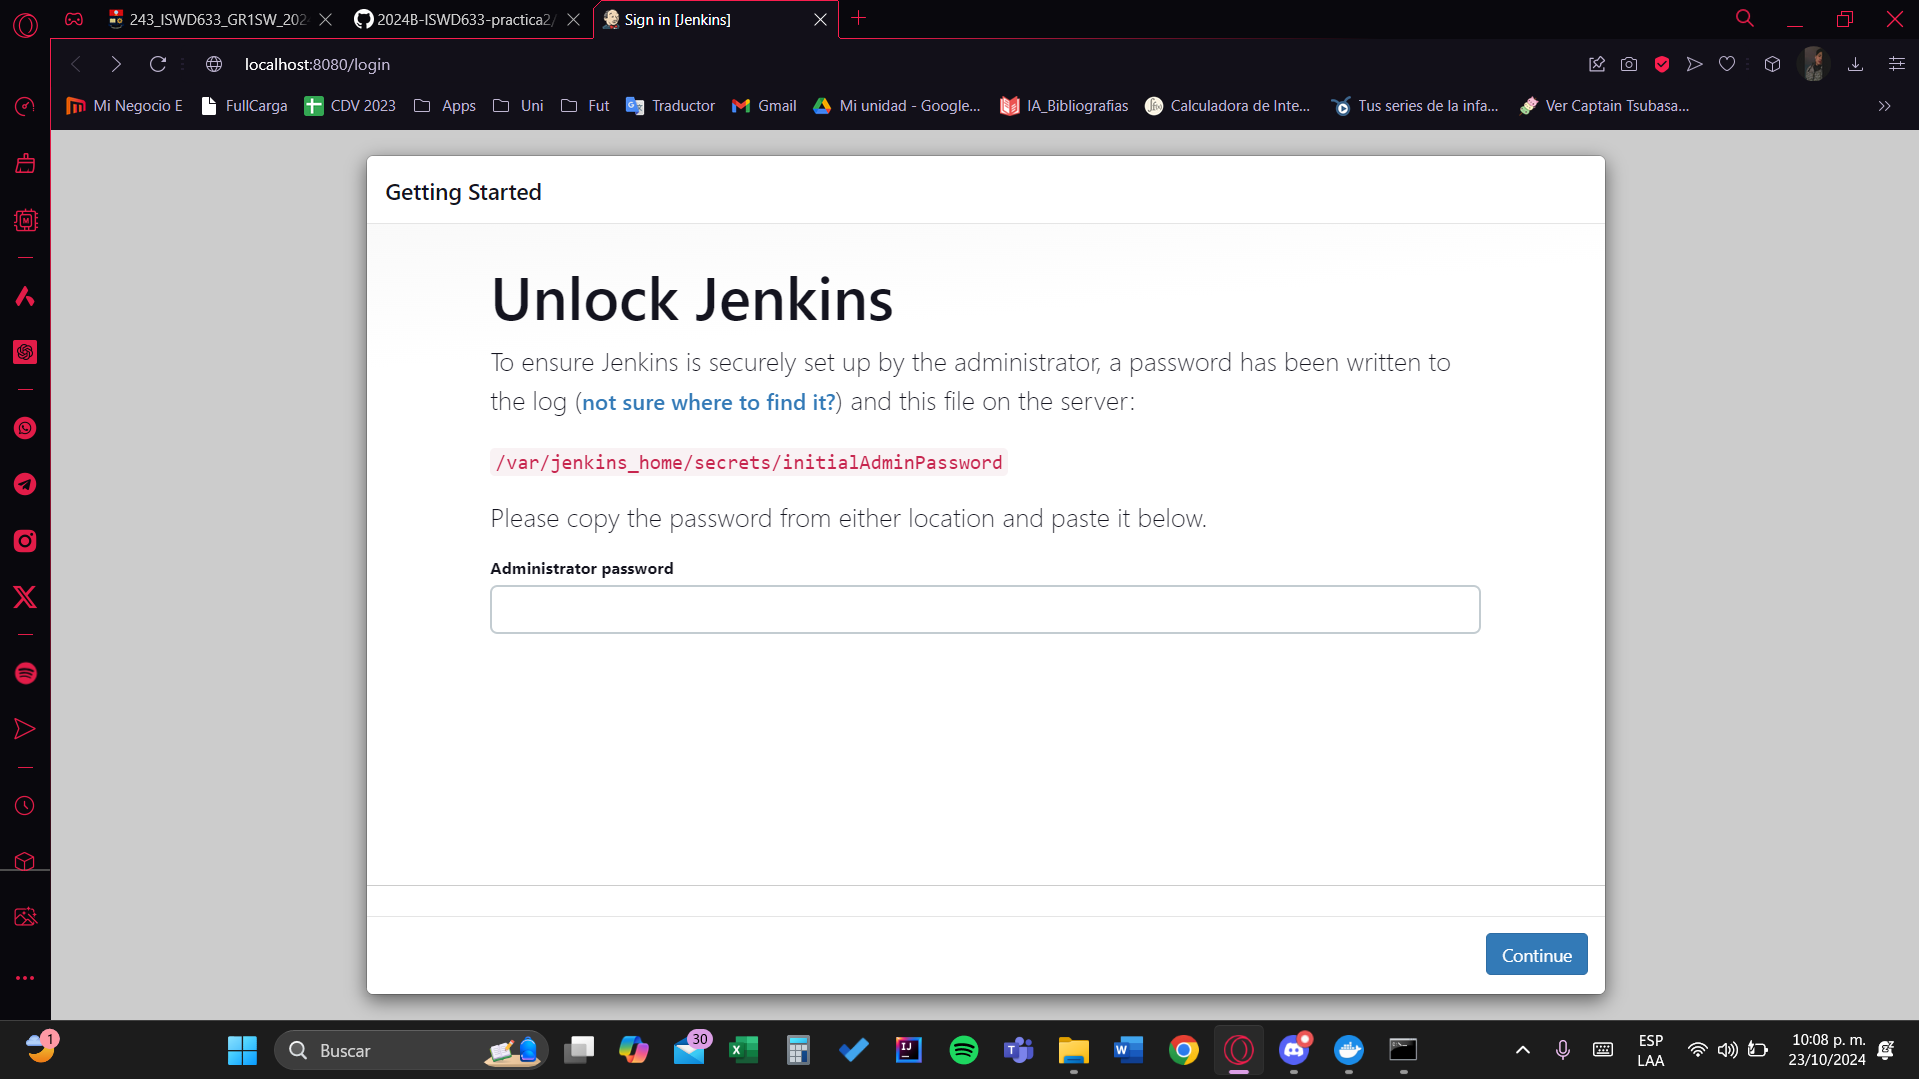 243_ISWD633_GR1SW_202
2024B-ISWD633-practica2/
Sign in [Jenkins]
localhost:8080/login
Mi Negocio E
FullCarga
CDV 2023
Apps
Uni
Fut
Traductor
Gmail
Mi unidad - Google...
IA_Bibliografias
Calculadora de Inte...
Tus series de la infa...
Ver Captain Tsubasa...
Getting Started
Unlock Jenkins
To ensure Jenkins is securely set up by the administrator, a password has been written to
the log (not sure where to find it?) and this file on the server:
/var/jenkins_home/secrets/initialAdminPassword
Please copy the password from either location and paste it below.
Administrator password
Continue
1
Buscar
30
ESP
LAA
10:08 p. m.
23/10/2024